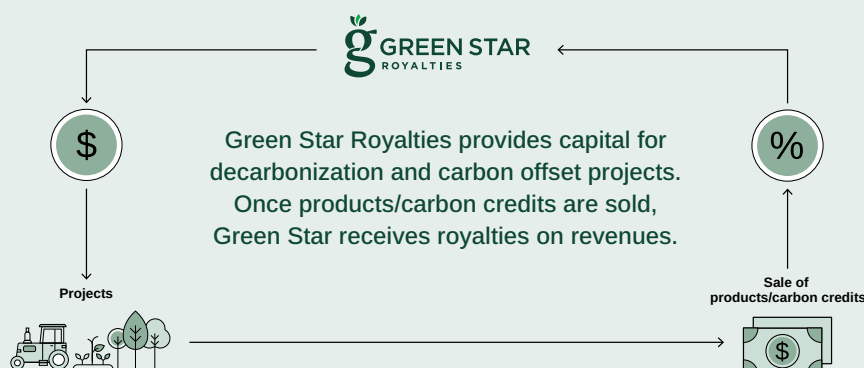 GREEN STAR
ROYALTIES
$
%
Green Star Royalties provides capital for
decarbonization and carbon offset projects.
Once products/carbon credits are sold,
Green Star receives royalties on revenues.
Projects
Sale of
products/carbon credits
$